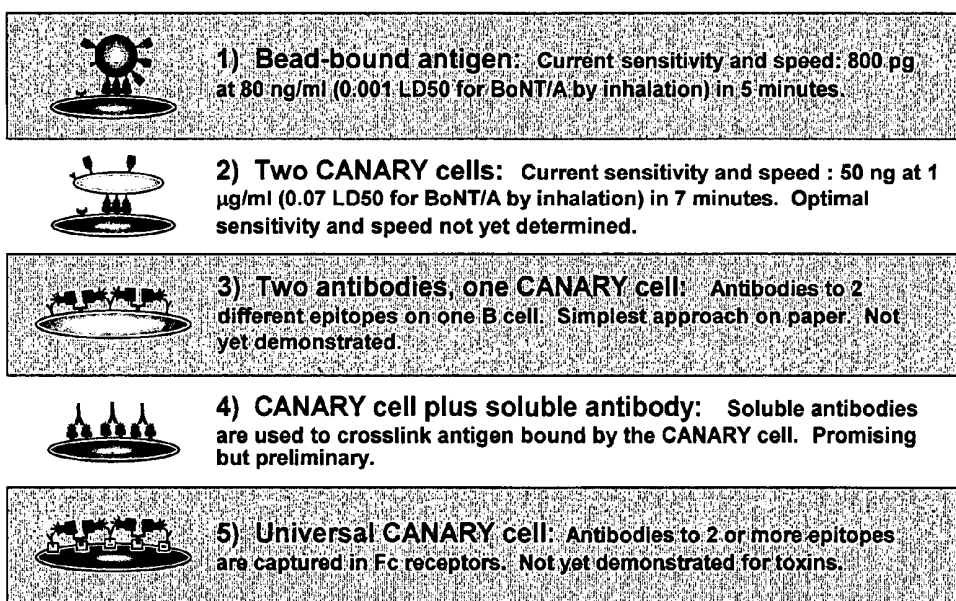 1) Bead-bound antigen: Current sensitivity and speed: 800 pg
at 80 ng/ml (0.001 LD50 for BoNT/A by inhalation) in 5 minutes.
2) Two CANARY cells: Current sensitivity and speed : 50 ng at 1
µg/ml (0.07 LD50 for BoNT/A by inhalation) in 7 minutes. Optimal
sensitivity and speed not yet determined.
3) Two antibodies, one CANARY cell: Antibodies to 2
different epitopes on one B cell. Simplest approach on paper. Not
yet demonstrated.
4) CANARY cell plus soluble antibody: Soluble antibodies
are used to crosslink antigen bound by the CANARY cell. Promising
but preliminary.
5) Universal CANARY cell: Antibodies to 2 or more epitopes
are captured in Fc receptors. Not yet demonstrated for toxins.